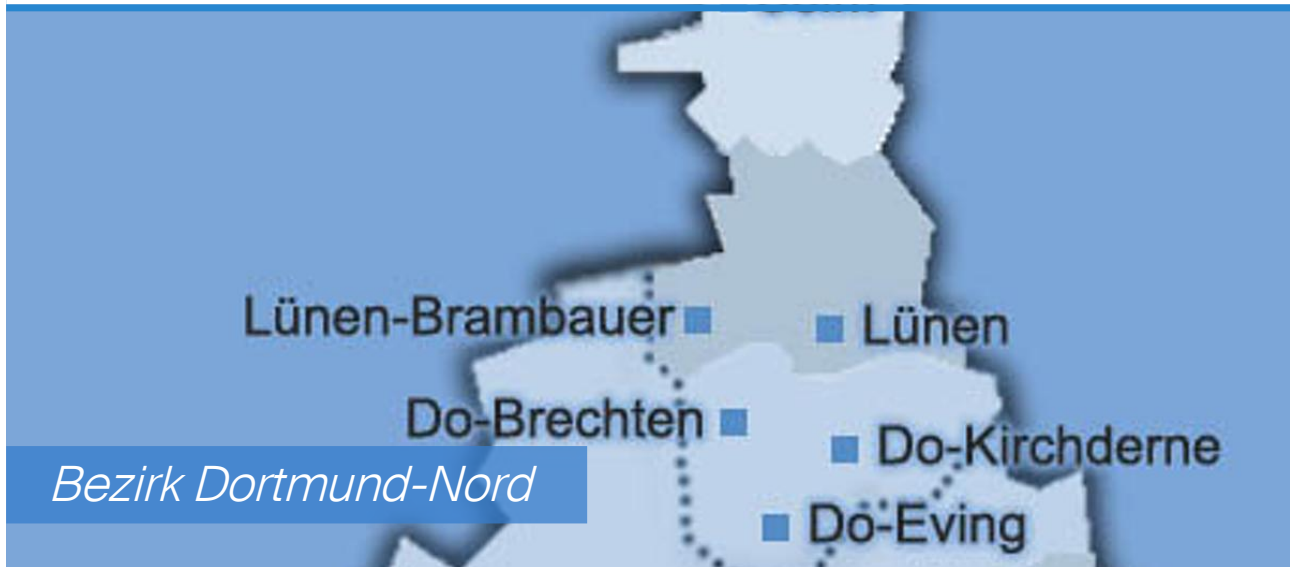 Lünen-Brambauer
Lünen
Do-Brechten
Do-Kirchderne
Bezirk Dortmund-Nord
Do-Eving